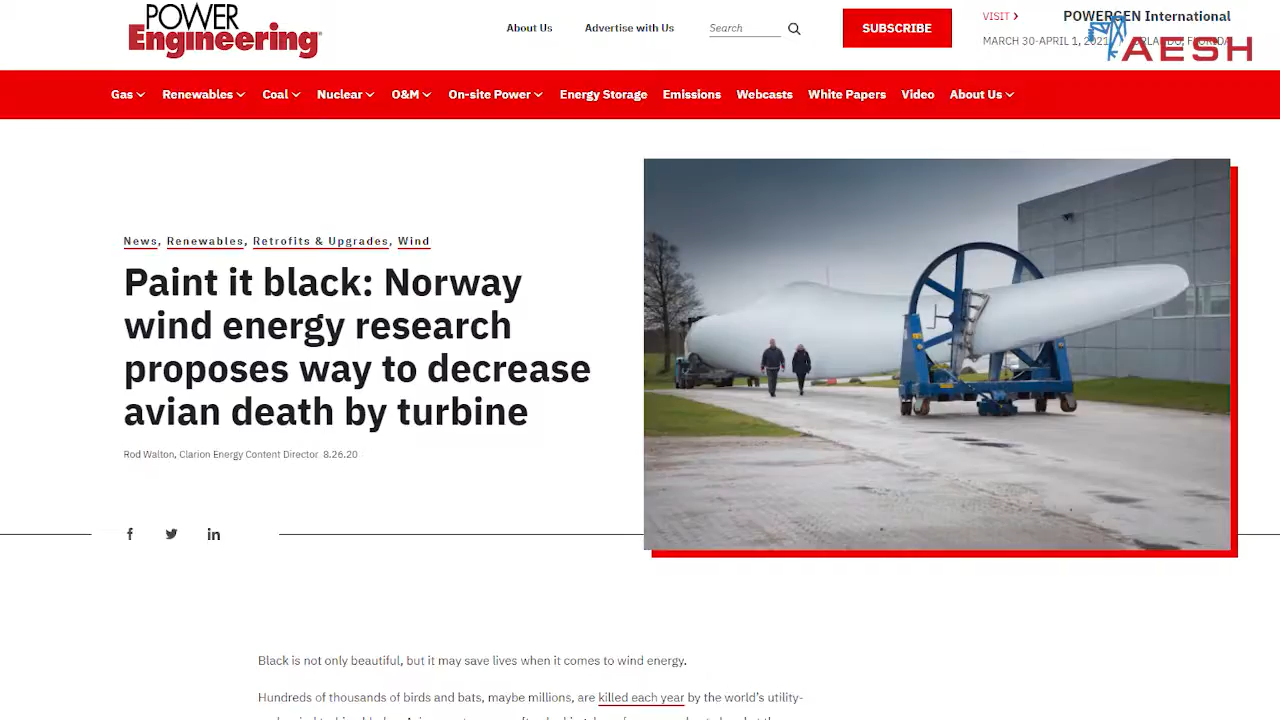 POWER
Engineering
About Us
Advertise with Us
Search
SUBSCRIBE
VISIT
POWERGEN International
MARCH 30-APRIL 1, 2021
ORLANDO, FLORIDA
AESH
Gas
Renewables
Coal
Nuclear
O&M
On-site Power
Energy Storage
Emissions
Webcasts
White Papers
Video
About Us
News, Renewables, Retrofits & Upgrades, Wind
Paint it black: Norway
wind energy research
proposes way to decrease
avian death by turbine
Rod Walton, Clarion Energy Content Director 8.26.20
Black is not only beautiful, but it may save lives when it comes to wind energy.
Hundreds of thousands of birds and bats, maybe millions, are killed each year by the world’s utility-